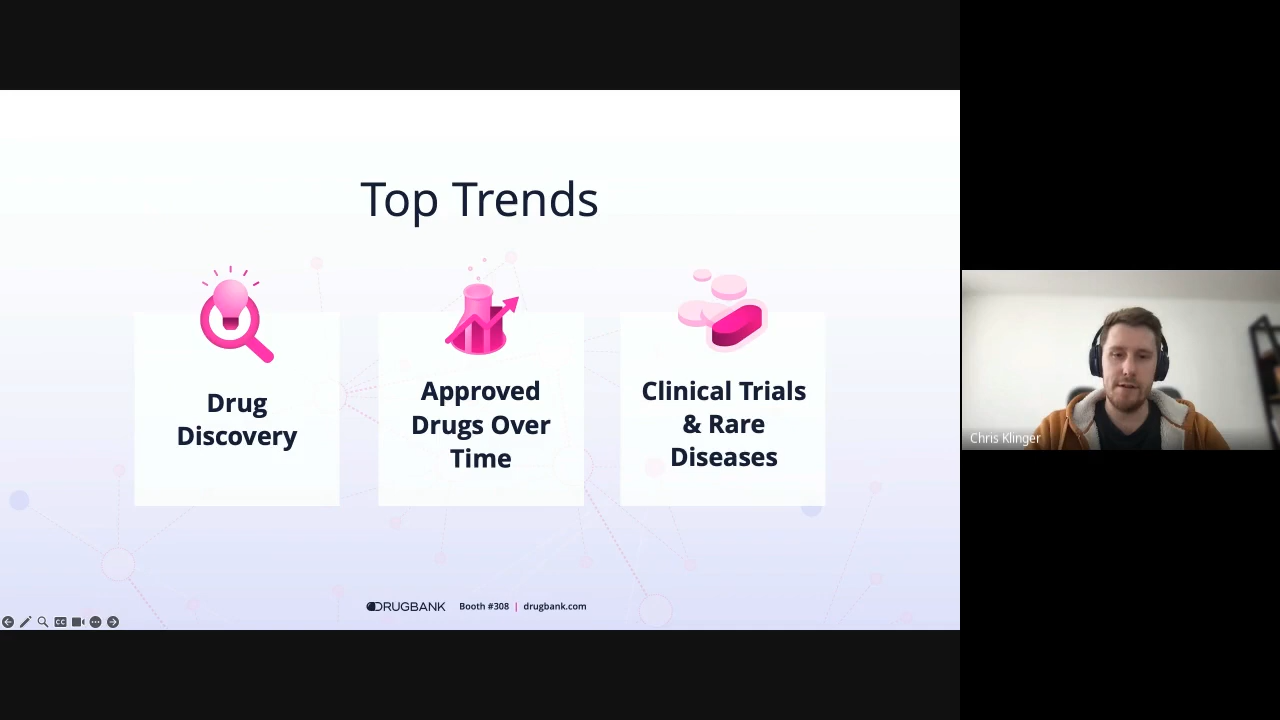 Top Trends
Drug
Discovery
Approved
Drugs Over
Time
Clinical Trials
& Rare
Diseases
DRUGBANK Booth #308 | drugbank.com
CC
Chris Klinger